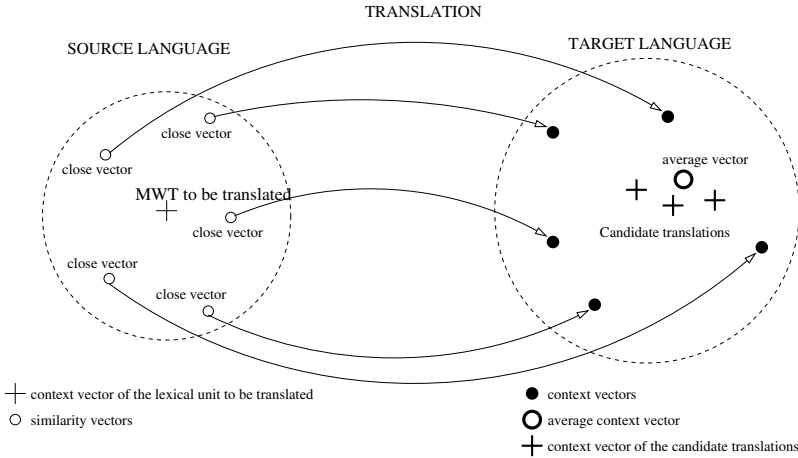 TRANSLATION
SOURCE LANGUAGE
TARGET LANGUAGE
close vector
close vector
average vector
MWT to be translated
close vector
Candidate translations
close vector
close vector
context vector of the lexical unit to be translated
similarity vectors
context vectors
average context vector
context vector of the candidate translations